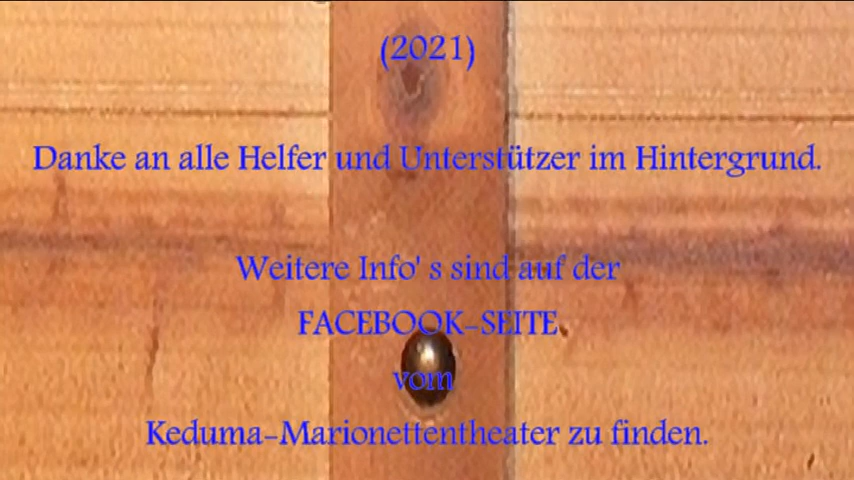 (2021)
Danke an alle Helfer und Unterstützer im Hintergrund.
Weitere Info' s sind auf der
FACEBOOK-SEITE
vom
Keduma-Marionettentheater zu finden.